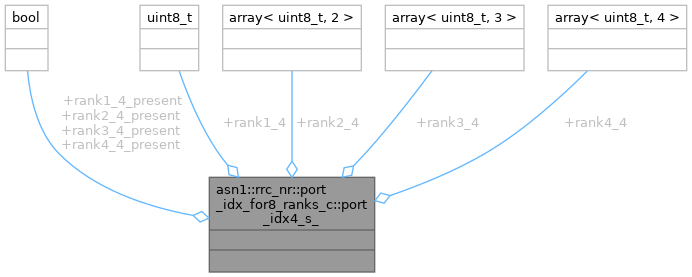 bool
uint8_t
array< uint8_t, 2 >
array< uint8_t, 3 >
array< uint8_t, 4 >
+rank1_4_present
+rank2_4_present
+rank3_4_present
+rank4_4_present
+rank1_4
+rank2_4
+rank3_4
+rank4_4
asn1::rrc_nr::port
_idx_for8_ranks_c::port
_idx4_s_